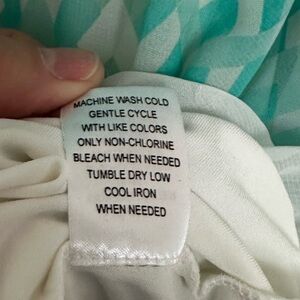 MACHINE WASH COLD
GENTLE CYCLE
WITH LIKE COLORS
ONLY NON-CHLORINE
BLEACH WHEN NEEDED
TUMBLE DRY LOW
COOL IRON
WHEN NEEDED